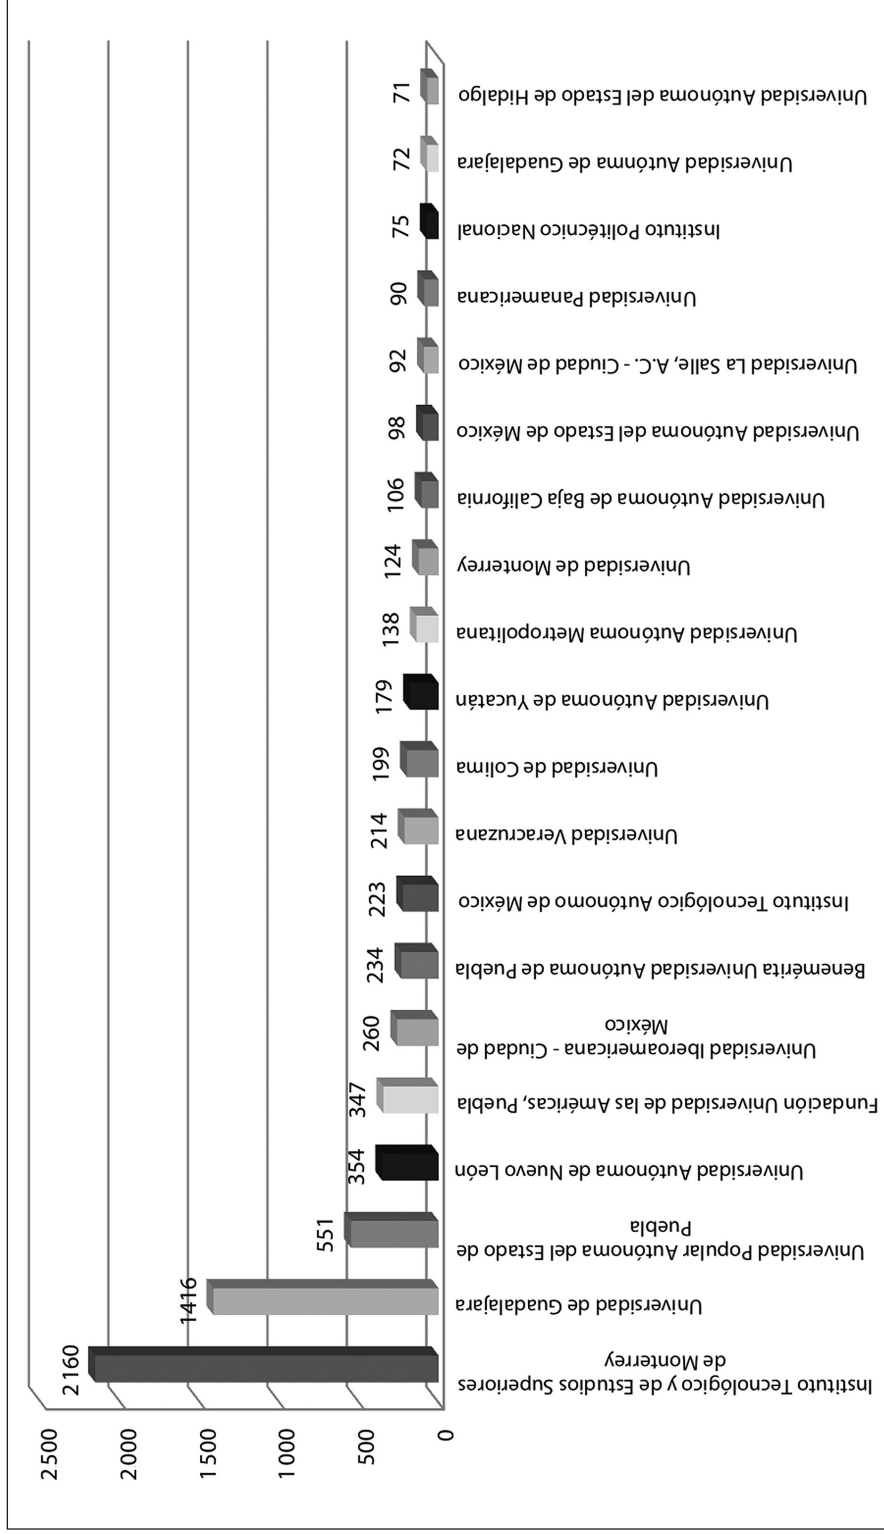 2500
2000
1500
1000
500
0
2160
1416
551
354
347
260
234
223
214
199
179
138
124
106
98
92
90
75
72
71
Instituto Tecnológico y de Estudios Superiores
de Monterrey
Universidad de Guadalajara
Universidad Popular Autónoma del Estado de
Puebla
Universidad Autónoma de Nuevo León
Fundación Universidad de las Américas, Puebla
Universidad Iberoamericana - Ciudad de
México
Benemérita Universidad Autónoma de Puebla
Instituto Tecnológico Autónomo de México
Universidad Veracruzana
Universidad de Colima
Universidad Autónoma de Yucatán
Universidad Autónoma Metropolitana
Universidad de Monterrey
Universidad Autónoma de Baja California
Universidad Autónoma del Estado de México
Universidad La Salle, A.C. - Ciudad de México
Universidad Panamericana
Instituto Politécnico Nacional
Universidad Autónma de Guadalajara
Universidad Autónoma del Estado de Hidalgo